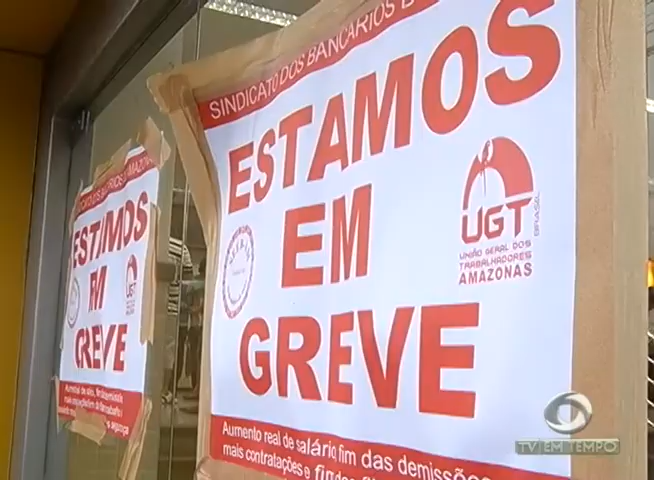 SINDICATO DOS BANCÁRIOS
ESTAMOS
EM
GREVE
UGT
BRASIL
UNIÃO GERAL DOS
TRABALHADORES
AMAZONAS
Aumento real de salário, fim das demissões
mais contratações e
ESTAMOS
EM
GREVE
UGT
TV EM TEMPO